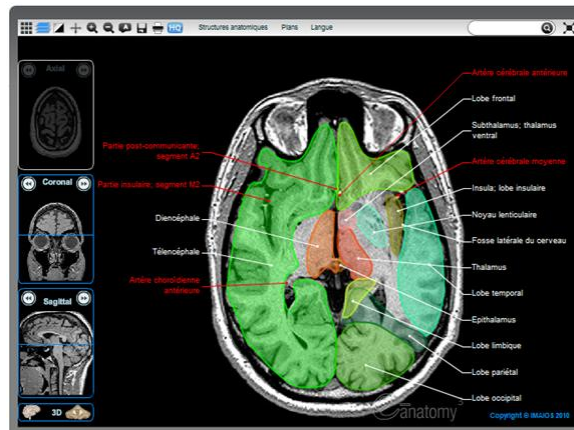 HQ
Structures anatomiques Plans Langue
Axial
Coronal
Sagittal
3D
Partie post-communicante;
segment A2
Partie insulaire; segment M2
Diencéphale
Télencéphale
Artère choroïdienne
antérieure
Artère cérébrale antérieure
Lobe frontal
Subthalamus; thalamus
ventral
Artère cérébrale moyenne
Insula; lobe insulaire
Noyau lenticulaire
Fosse latérale du cerveau
Thalamus
Lobe temporal
Epithalamus
Lobe limbique
Lobe pariétal
Lobe occipital
anatomy
Copyright © IMAIOS 2010